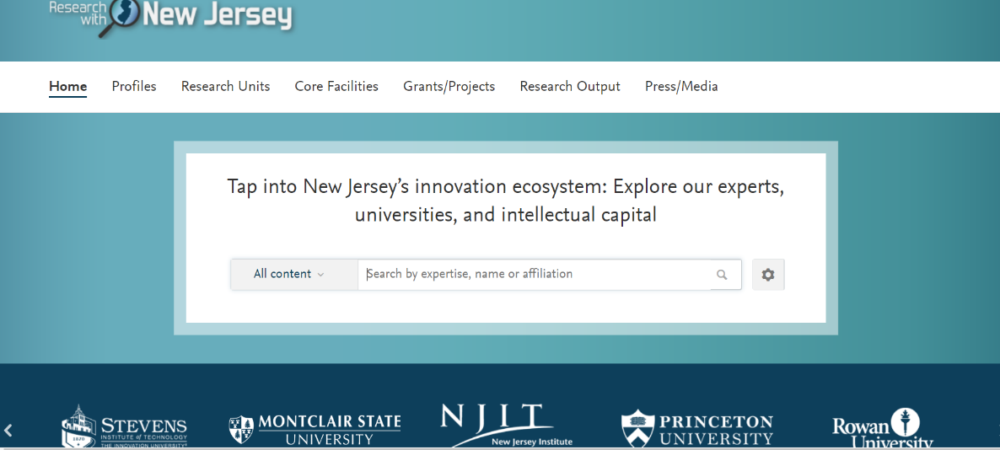 Research
with
New Jersey
Home Profiles Research Units Core Facilities Grants/Projects Research Output Press/Media
Tap into New Jersey’s innovation ecosystem: Explore our experts,
universities, and intellectual capital
All content Search by expertise, name or affiliation
STEVENS
INSTITUTE of TECHNOLOGY
THE INNOVATION UNIVERSITY®
1870
MONTCLAIR STATE
UNIVERSITY
NJIT
New Jersey Institute
PRINCETON
UNIVERSITY
Rowan
University